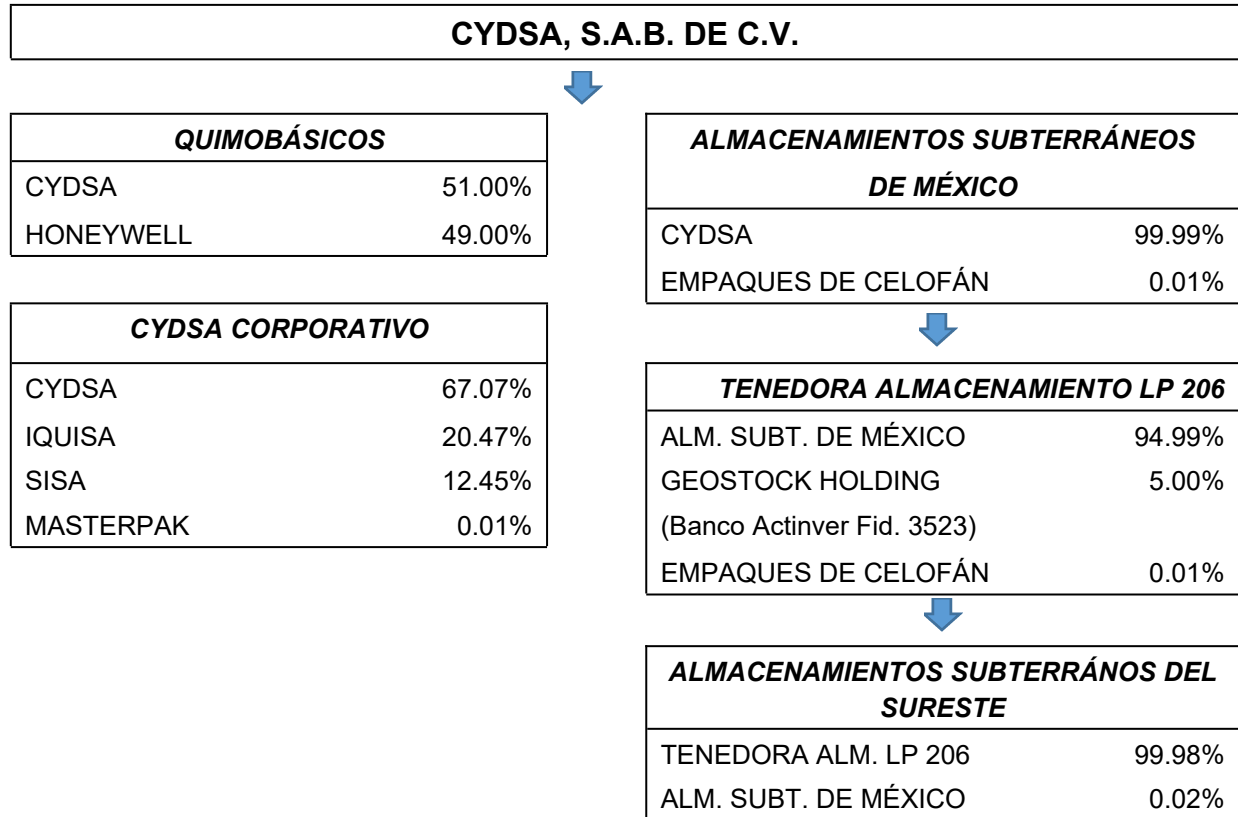 CYDSA, S.A.B. DE C.V.
QUIMOBÁSICOS
CYDSA 51.00%
HONEYWELL 49.00%
CYDSA CORPORATIVO
CYDSA 67.07%
IQUISA 20.47%
SISA 12.45%
MASTERPAK 0.01%
ALMACENAMIENTOS SUBTERRÁNEOS
DE MÉXICO
CYDSA 99.99%
EMPAQUES DE CELOFÁN 0.01%
TENEDORA ALMACENAMIENTO LP 206
ALM. SUBT. DE MÉXICO 94.99%
GEOSTOCK HOLDING 5.00%
(Banco Actinver Fid. 3523)
EMPAQUES DE CELOFÁN 0.01%
ALMACENAMIENTOS SUBTERRÁNOS DEL
SURESTE
TENEDORA ALM. LP 206 99.98%
ALM. SUBT. DE MÉXICO 0.02%